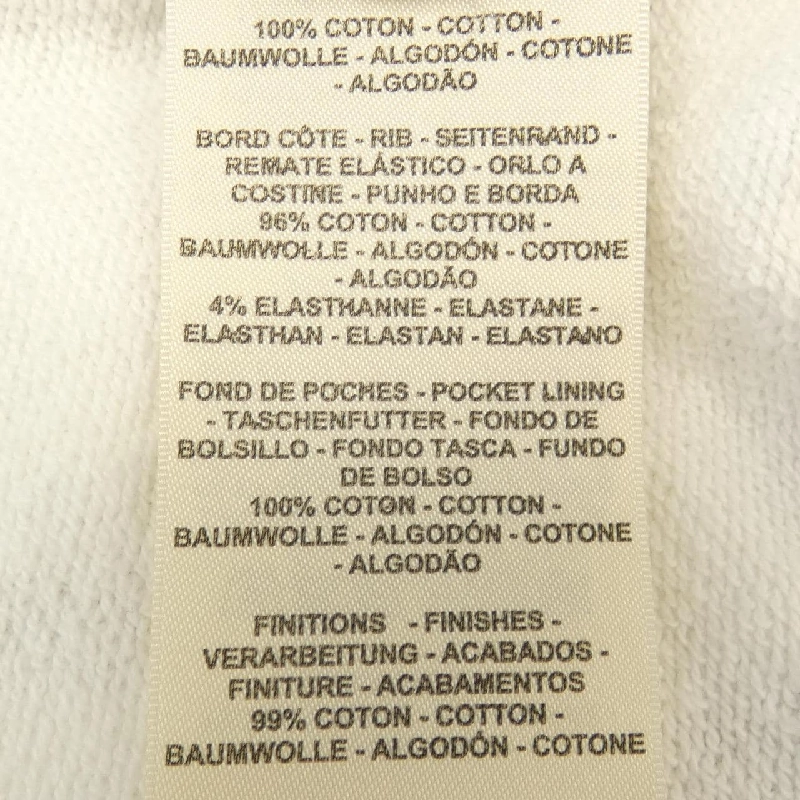 100% COTON - COTTON -
BAUMWOLLE - ALGODÓN - COTONE
- ALGODÃO
BORD CÔTE - RIB - SEITENRAND -
REMATE ELÁSTICO - ORLO A
COSTINE - PUNHO E BORDA
96% COTON - COTTON -
BAUMWOLLE - ALGODÓN - COTONE
- ALGODÃO
4% ELASTHANNE - ELASTANE -
ELASTHAN - ELASTAN - ELASTANO
FOND DE POCHES - POCKET LINING
- TASCHENFUTTER - FONDO DE
BOLSILLO - FONDO TASCA - FUNDO
DE BOLSO
100% COTON - COTTON -
BAUMWOLLE - ALGODÓN - COTONE
- ALGODÃO
FINITIONS - FINISHES -
VERARBEITUNG - ACABADOS -
FINITURE - ACABAMENTOS
99% COTON - COTTON -
BAUMWOLLE - ALGODÓN - COTONE